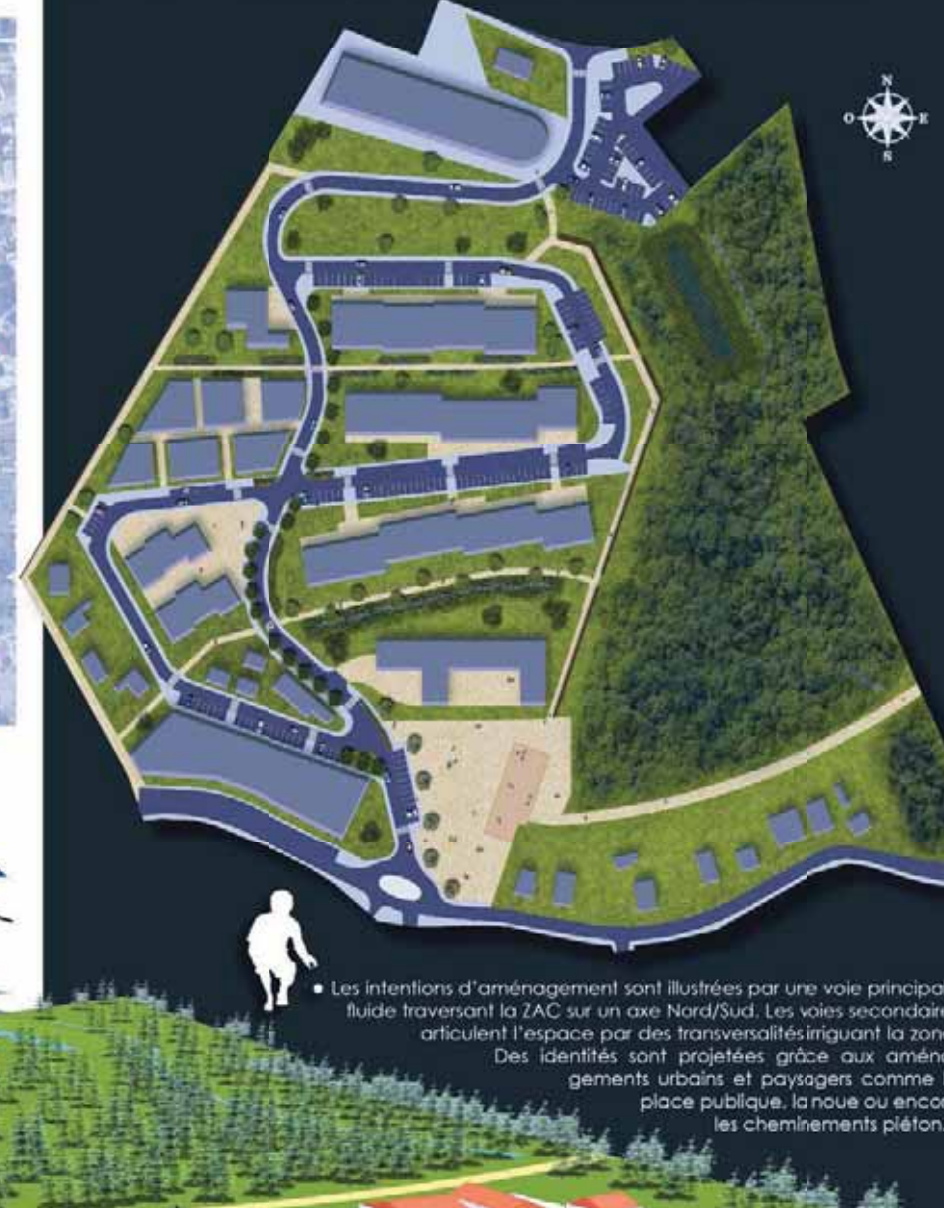 N
O E
S
• Les intentions d'aménagement sont illustrées par une voie principa
fluide traversant la ZAC sur un axe Nord/Sud. Les voies secondaire
articulent l'espace par des transversalités irriguant la zon
Des identités sont projetées grâce aux aména
gements urbains et paysagers comme
place publique, la noue ou enco
les cheminements piéton